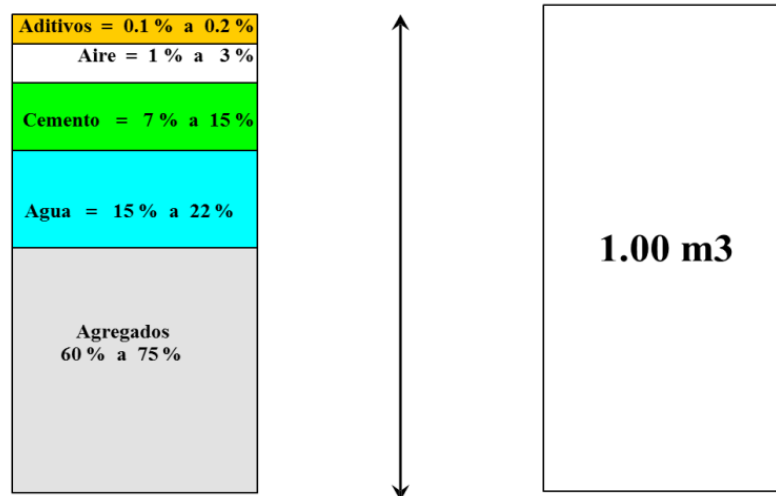 Aditivos = 0.1 % a 0.2 %
Aire = 1 % a 3 %
Cemento = 7 % a 15 %
Agua = 15 % a 22 %
1.00 m3
Agregados
60 % a 75 %